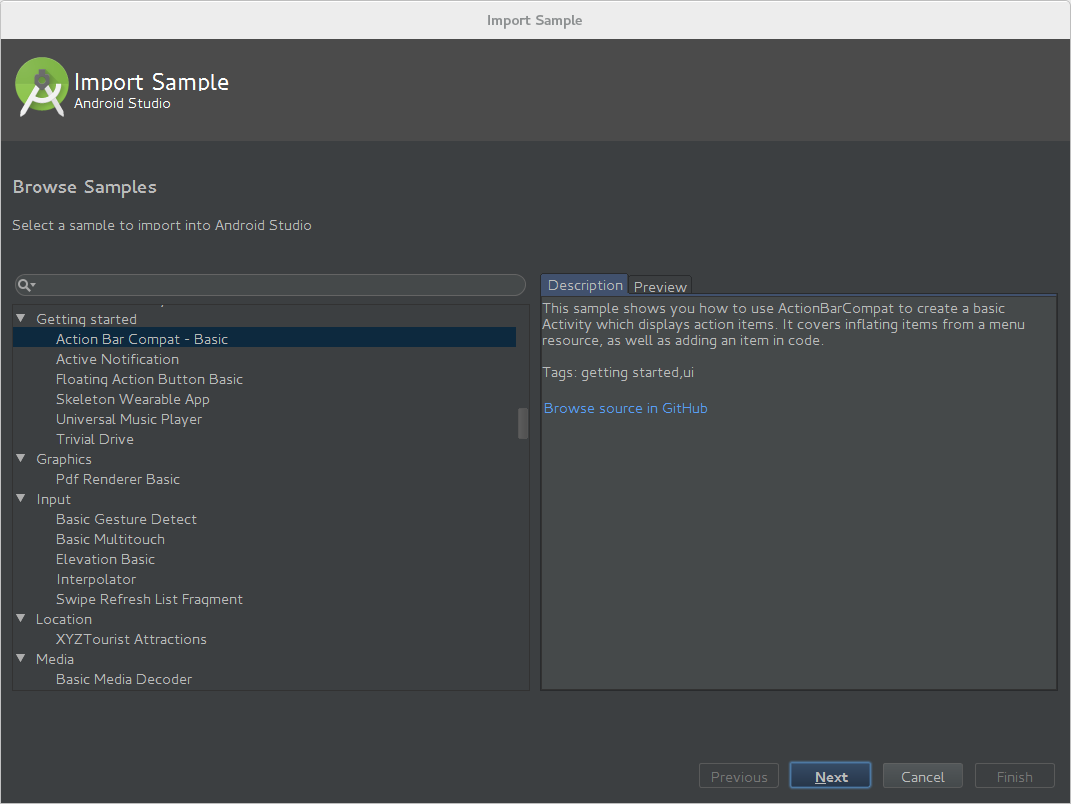 Import Sample
Import Sample
Android Studio
Browse Samples
Select a sample to import into Android Studio
Getting started
Action Bar Compat - Basic
Active Notification
Floating Action Button Basic
Skeleton Wearable App
Universal Music Player
Trivial Drive
Graphics
Pdf Renderer Basic
Input
Basic Gesture Detect
Basic Multitouch
Elevation Basic
Interpolator
Swipe Refresh List Fragment
Location
XYZTourist Attractions
Media
Basic Media Decoder
Description
Preview
This sample shows you how to use ActionBarCompat to create a basic
Activity which displays action items. It covers inflating items from a menu
resource, as well as adding an item in code.
Tags: getting started,ui
Browse source in GitHub
Previous
Next
Cancel
Finish